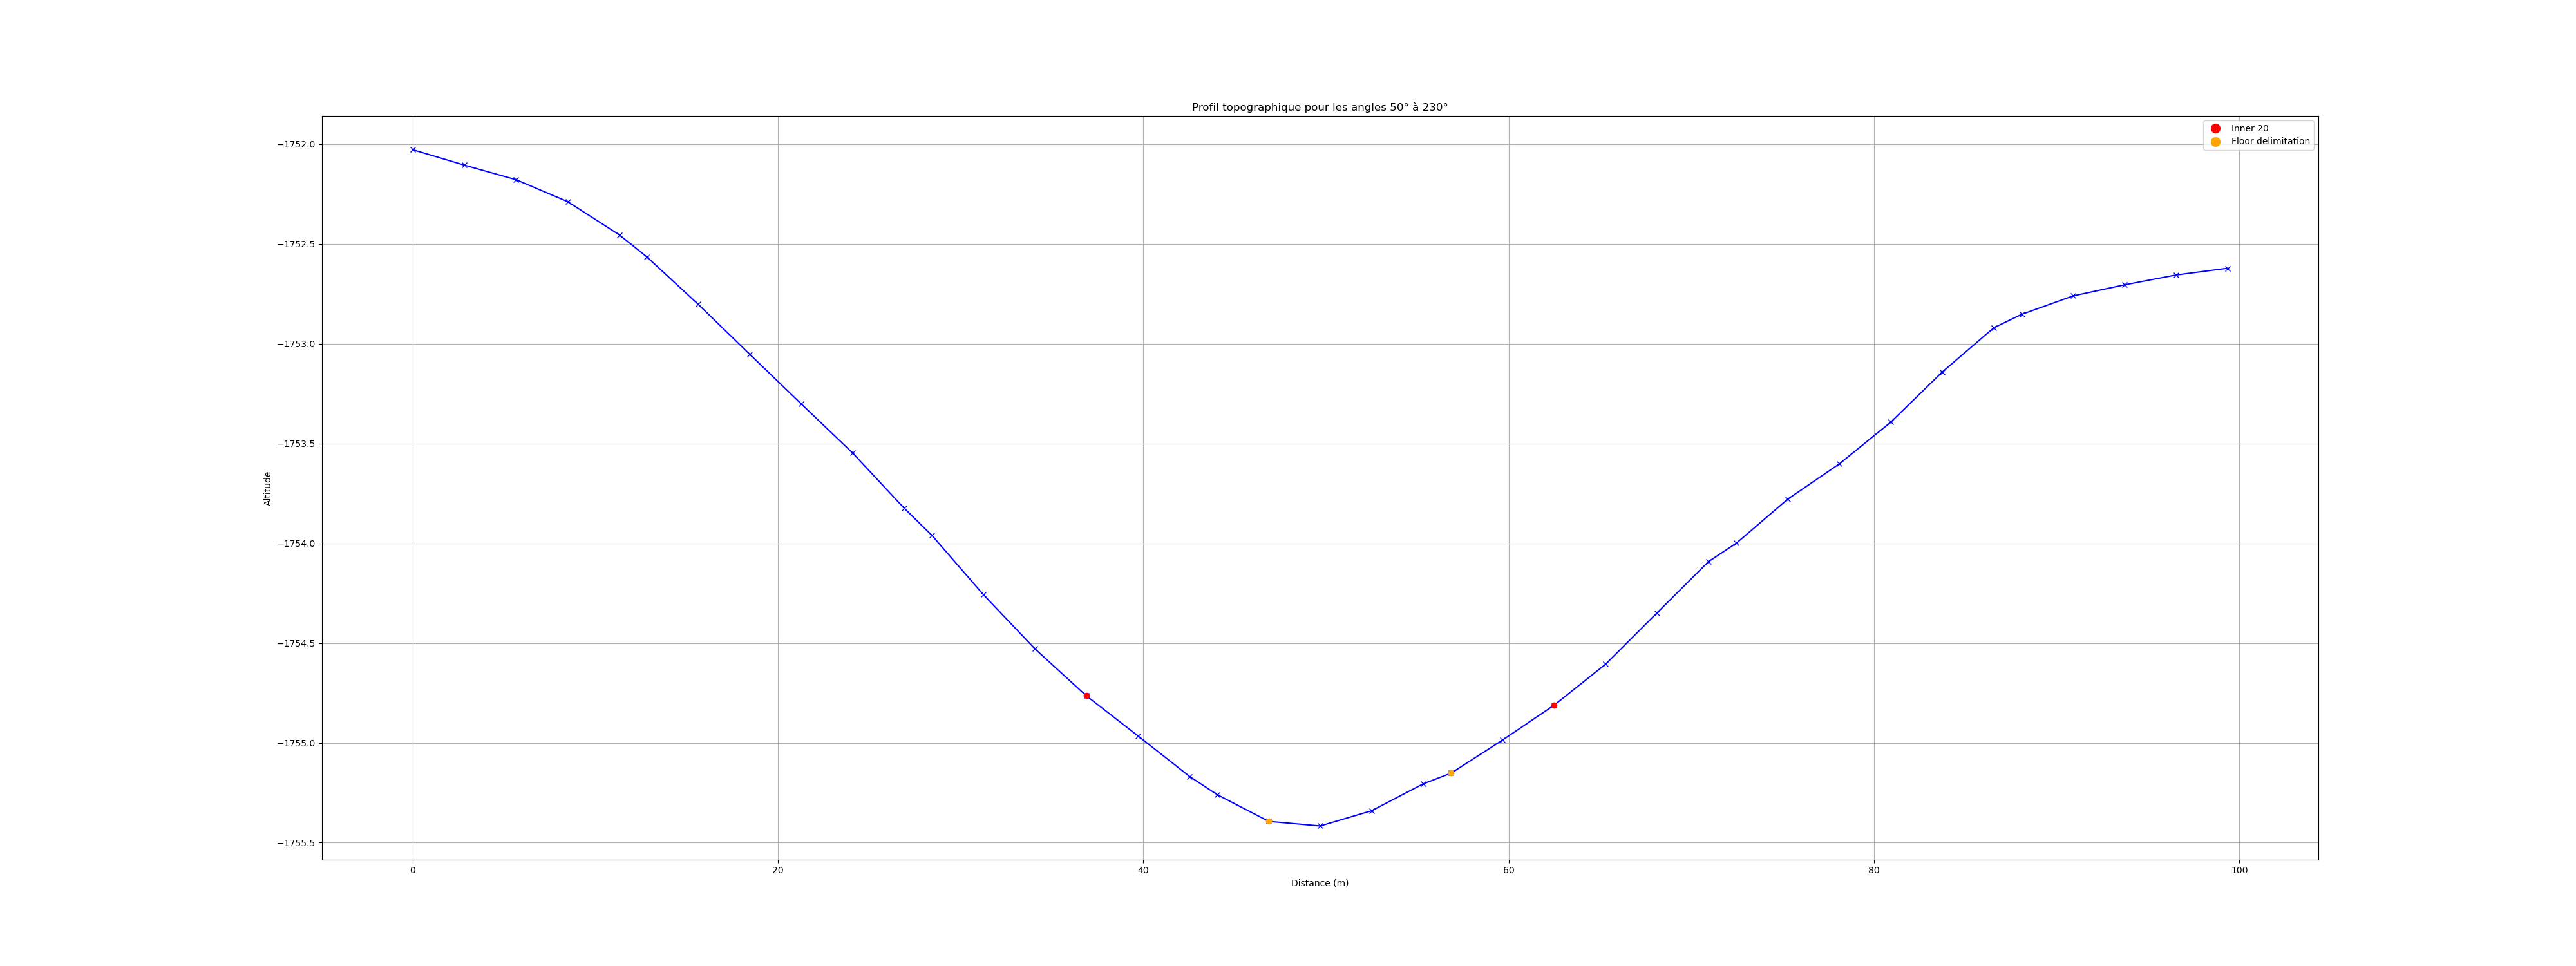 Profil topographique pour les angles 50° à 230°
Inner 20
Floor delimitation
−1752.0
−1752.5
−1753.0
−1753.5
−1754.0
−1754.5
−1755.0
−1755.5
Altitude
0 20 40 60 80 100
Distance (m)